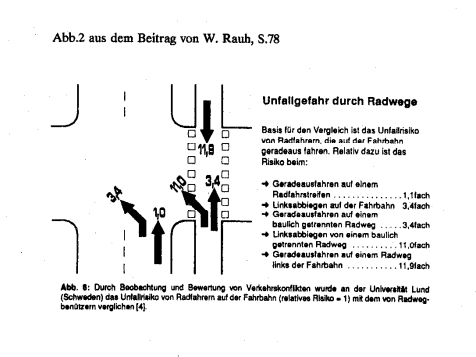 Abb.2 aus dem Beitrag von W. Rauh, S.78
Unfallgefahr durch Radwege
Basis für den Vergleich ist das Unfallrisiko
von Radfahrern, die auf der Fahrbahn
geradeaus fahren. Relativ dazu ist das
Risiko beim:
➔ Geradeausfahren auf einem
Radfahrstreifen . . . . . . . . . . . . . . 1,1fach
➔ Linksabbiegen auf der Fahrbahn 3,4fach
➔ Geradeausfahren auf einem
baulich getrennten Radweg . . . . . 3,4fach
➔ Linksabbiegen von einem baulich
getrennten Radweg . . . . . . . . . . 11,0fach
➔ Geradeausfahren auf einem Radweg
links der Fahrbahn . . . . . . . . . . . 11,9fach
11,9
3,4
1,0
11,0
3,4
Abb. 6: Durch Beobachtung und Bewertung von Verkehrskonflikten wurde an der Universität Lund
(Schweden) das Unfallrisiko von Radfahrern auf der Fahrbahn (relatives Risiko = 1) mit dem von Radweg-
benützern verglichen [4].